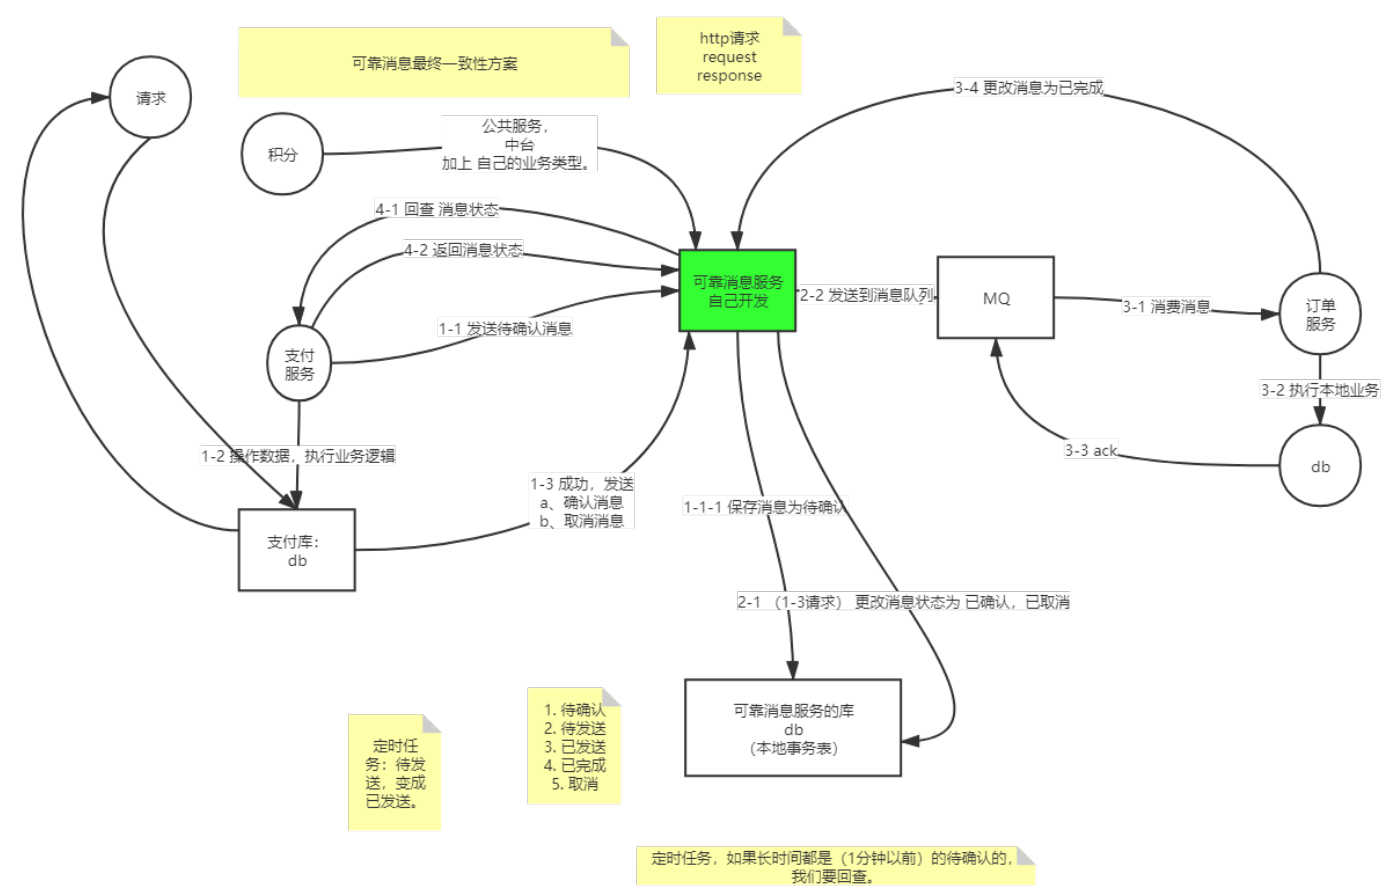 可靠消息最终一致性方案
http请求
request
response
请求
积分
公共服务，
中台
加上 自己的业务类型。
3-4 更改消息为已完成
4-1 回查 消息状态
4-2 返回消息状态
1-1 发送待确认消息
可靠消息服务
自己开发
2-2 发送到消息队列
MQ
3-1 消费消息
订单
服务
支付
服务
3-2 执行本地业务
1-2 操作数据，执行业务逻辑
3-3 ack
db
1-3 成功，发送
a、确认消息
b、取消消息
支付库：
db
1-1-1 保存消息为待确认
2-1 （1-3请求） 更改消息状态为 已确认，已取消
可靠消息服务的库
db
（本地事务表）
1. 待确认
2. 待发送
3. 已发送
4. 已完成
5. 取消
定时任
务：待发
送，变成
已发送。
定时任务，如果长时间都是（1分钟以前）的待确认的，
我们要回查。